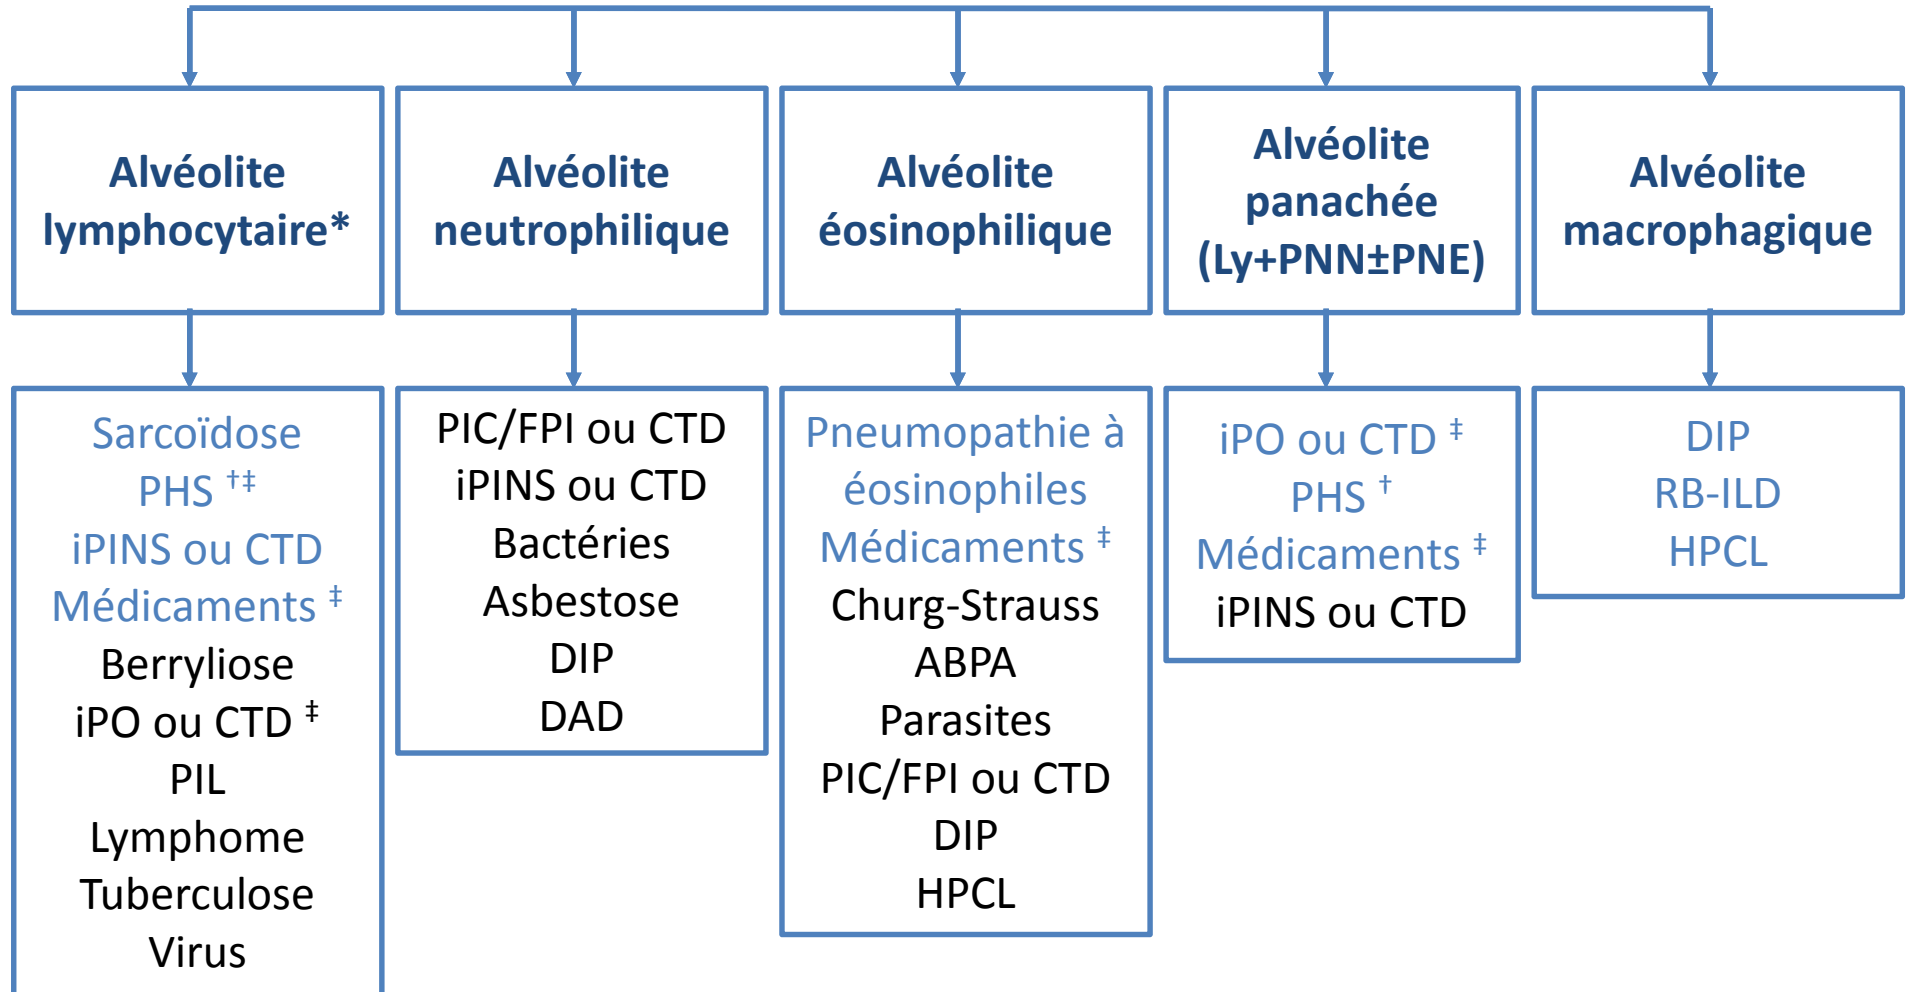 Alvéolite
lymphocytaire*
Alvéolite
neutrophilique
Alvéolite
éosinophilique
Alvéolite
panachée
(Ly+PNN±PNE)
Alvéolite
macrophagique
Sarcoïdose
PHS †‡
iPINS ou CTD
Médicaments ‡
Berryliose
iPO ou CTD ‡
PIL
Lymphome
Tuberculose
Virus
PIC/FPI ou CTD
iPINS ou CTD
Bactéries
Asbestose
DIP
DAD
Pneumopathie à
éosinophiles
Médicaments ‡
Churg-Strauss
ABPA
Parasites
PIC/FPI ou CTD
DIP
HPCL
iPO ou CTD ‡
PHS †
Médicaments ‡
iPINS ou CTD
DIP
RB-ILD
HPCL